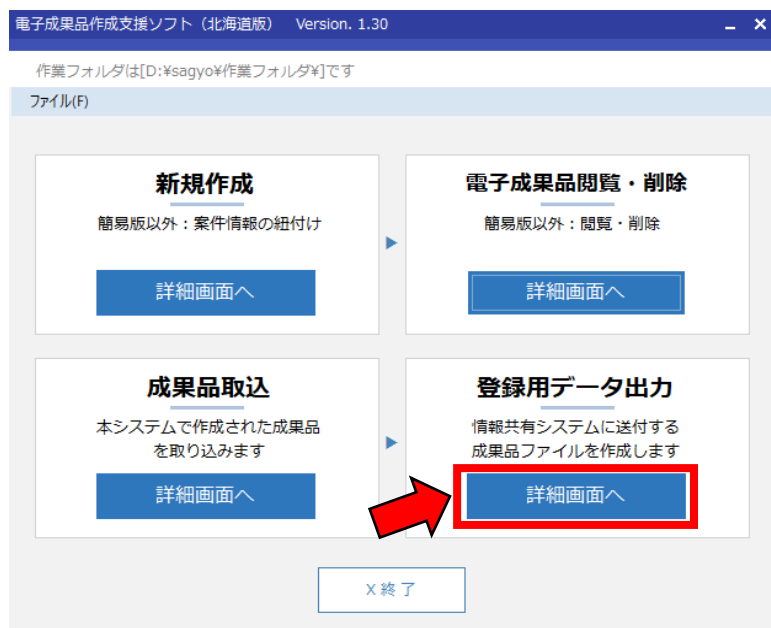 電子成果品作成支援ソフト（北海道版） Version. 1.30
作業フォルダは[D:¥sagyo¥作業フォルダ¥]です
ファイル(F)
新規作成
簡易版以外：案件情報の紐付け
詳細画面へ
電子成果品閲覧・削除
簡易版以外：閲覧・削除
詳細画面へ
成果品取込
本システムで作成された成果品
を取り込みます
詳細画面へ
登録用データ出力
情報共有システムに送付する
成果品ファイルを作成します
詳細画面へ
X 終了